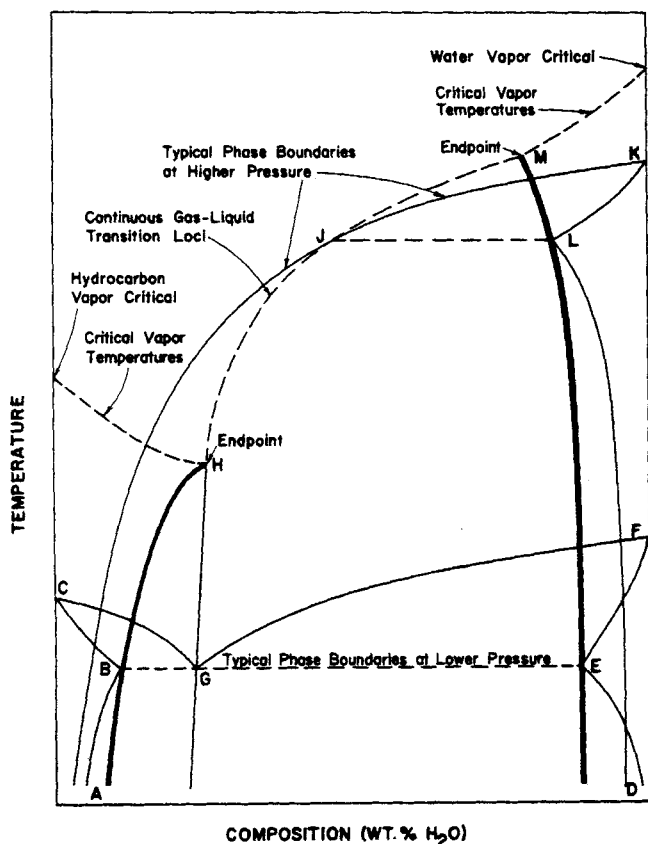 Water Vapor Critical
Critical Vapor
Temperatures
Endpoint
M
K
Typical Phase Boundaries
at Higher Pressure
Continuous Gas-Liquid
Transition Loci
J
L
Hydrocarbon
Vapor Critical
Critical Vapor
Temperatures
Endpoint
H
TEMPERATURE
F
C
B
G
Typical Phase Boundaries at Lower Pressure
E
A
D
COMPOSITION (WT. % H₂O)